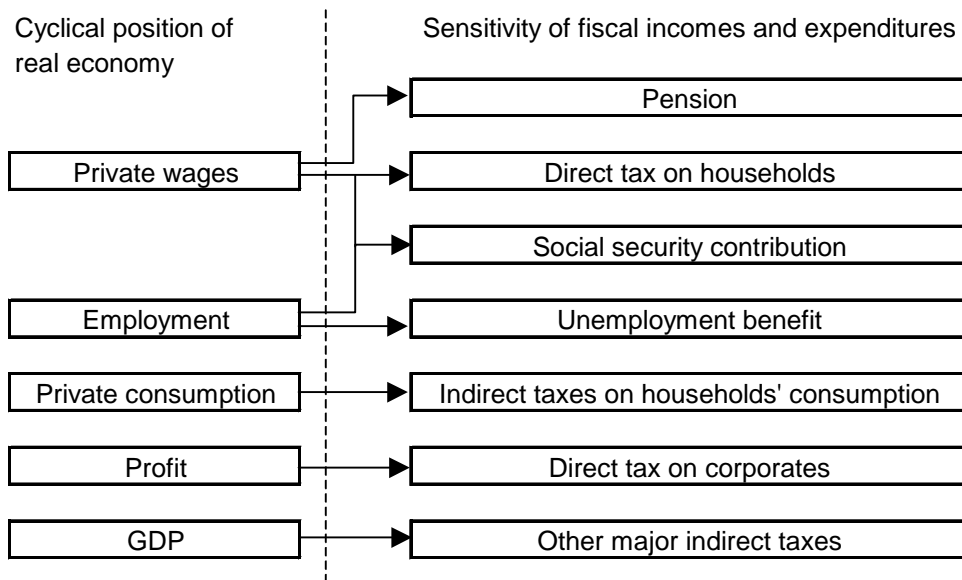 Cyclical position of
real economy
Sensitivity of fiscal incomes and expenditures
Pension
Private wages
Direct tax on households
Social security contribution
Employment
Unemployment benefit
Private consumption
Indirect taxes on households' consumption
Profit
Direct tax on corporates
GDP
Other major indirect taxes